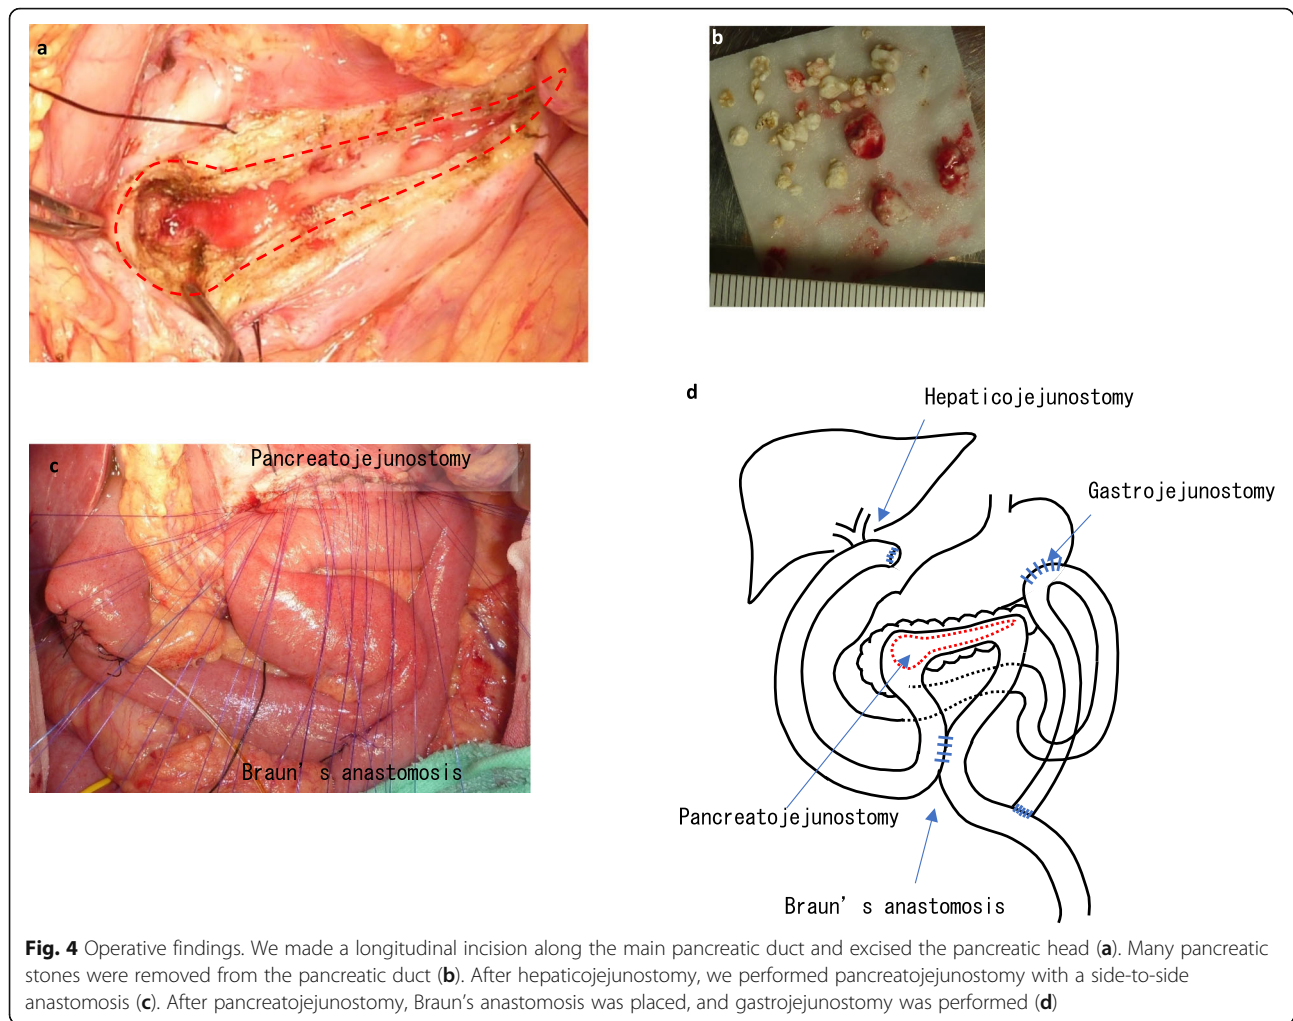 a
b
Hepaticojejunostomy
d
Gastrojejunostomy
c
Pancreatojejunostomy
Braun's anastomosis
Pancreatojejunostomy
Braun's anastomosis
Fig. 4 Operative findings. We made a longitudinal incision along the main pancreatic duct and excised the pancreatic head (a). Many pancreatic
stones were removed from the pancreatic duct (b). After hepaticojejunostomy, we performed pancreatojejunostomy with a side-to-side
anastomosis (c). After pancreatojejunostomy, Braun's anastomosis was placed, and gastrojejunostomy was performed (d)